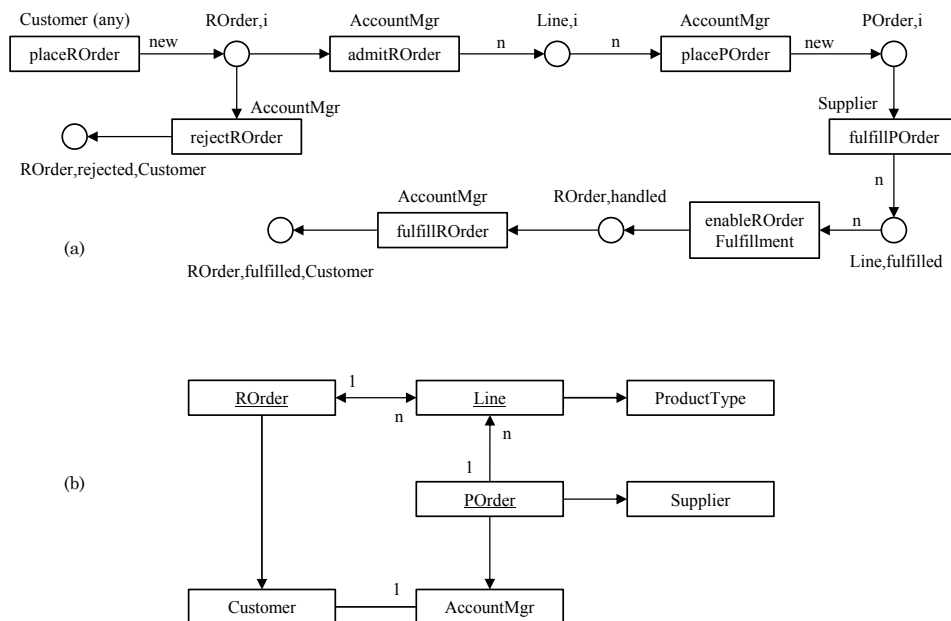 Customer (any)
ROrder,i
AccountMgr
Line,i
AccountMgr
POrder,i
placeROrder
new
admitROrder
n
n
placePOrder
new
AccountMgr
Supplier
rejectROrder
fulfillPOrder
ROrder,rejected,Customer
n
AccountMgr
ROrder,handled
fulfillROrder
enableROrder
Fulfillment
n
(a)
ROrder,fulfilled,Customer
Line,fulfilled
ROrder
1
n
Line
ProductType
n
1
(b)
POrder
Supplier
Customer
1
AccountMgr